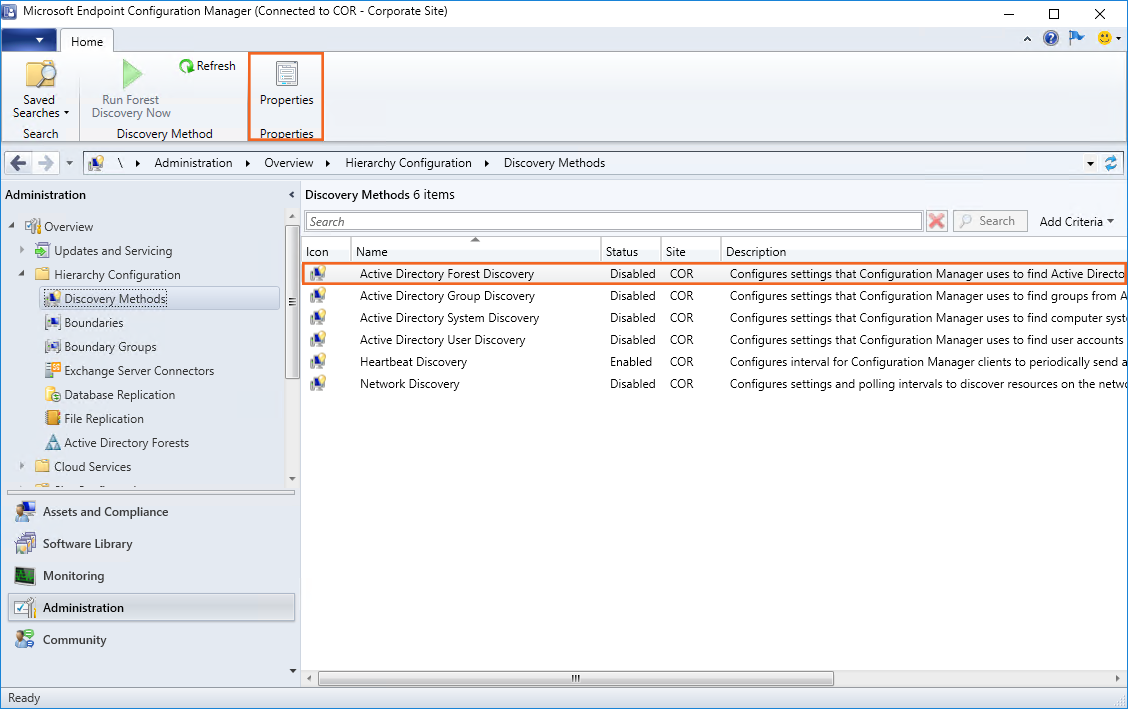 Microsoft Endpoint Configuration Manager (Connected to COR - Corporate Site)
Home
Saved
Searches
Search
Run Forest
Discovery Now
Refresh
Discovery Method
Properties
Properties
\ Administration Overview Hierarchy Configuration Discovery Methods
Administration
Overview
Updates and Servicing
Hierarchy Configuration
Discovery Methods
Boundaries
Boundary Groups
Exchange Server Connectors
Database Replication
File Replication
Active Directory Forests
Cloud Services
Assets and Compliance
Software Library
Monitoring
Administration
Community
Discovery Methods 6 items
Search Search Add Criteria
Icon Name Status Site Description
Active Directory Forest Discovery Disabled COR Configures settings that Configuration Manager uses to find Active Directo
Active Directory Group Discovery Disabled COR Configures settings that Configuration Manager uses to find groups from A
Active Directory System Discovery Disabled COR Configures settings that Configuration Manager uses to find computer syst
Active Directory User Discovery Disabled COR Configures settings that Configuration Manager uses to find user accounts
Heartbeat Discovery Enabled COR Configures interval for Configuration Manager clients to periodically send a
Network Discovery Disabled COR Configures settings and polling intervals to discover resources on the netwo
Ready